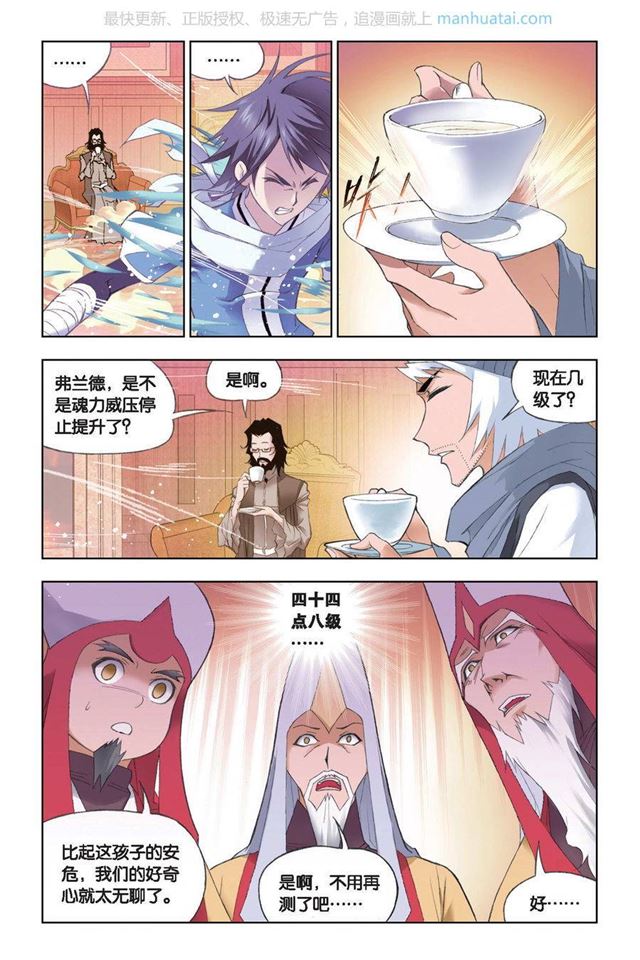 最快更新、正版授权、极速无广告，追漫画就上 manhuatai.com
……
……
弗兰德，是不
是魂力威压停
止提升了？
是啊。
现在几
级了？
四十四
点八级
……
比起这孩子的安
危，我们的好奇
心就太无聊了。
是啊，不用再
测了吧……
好……